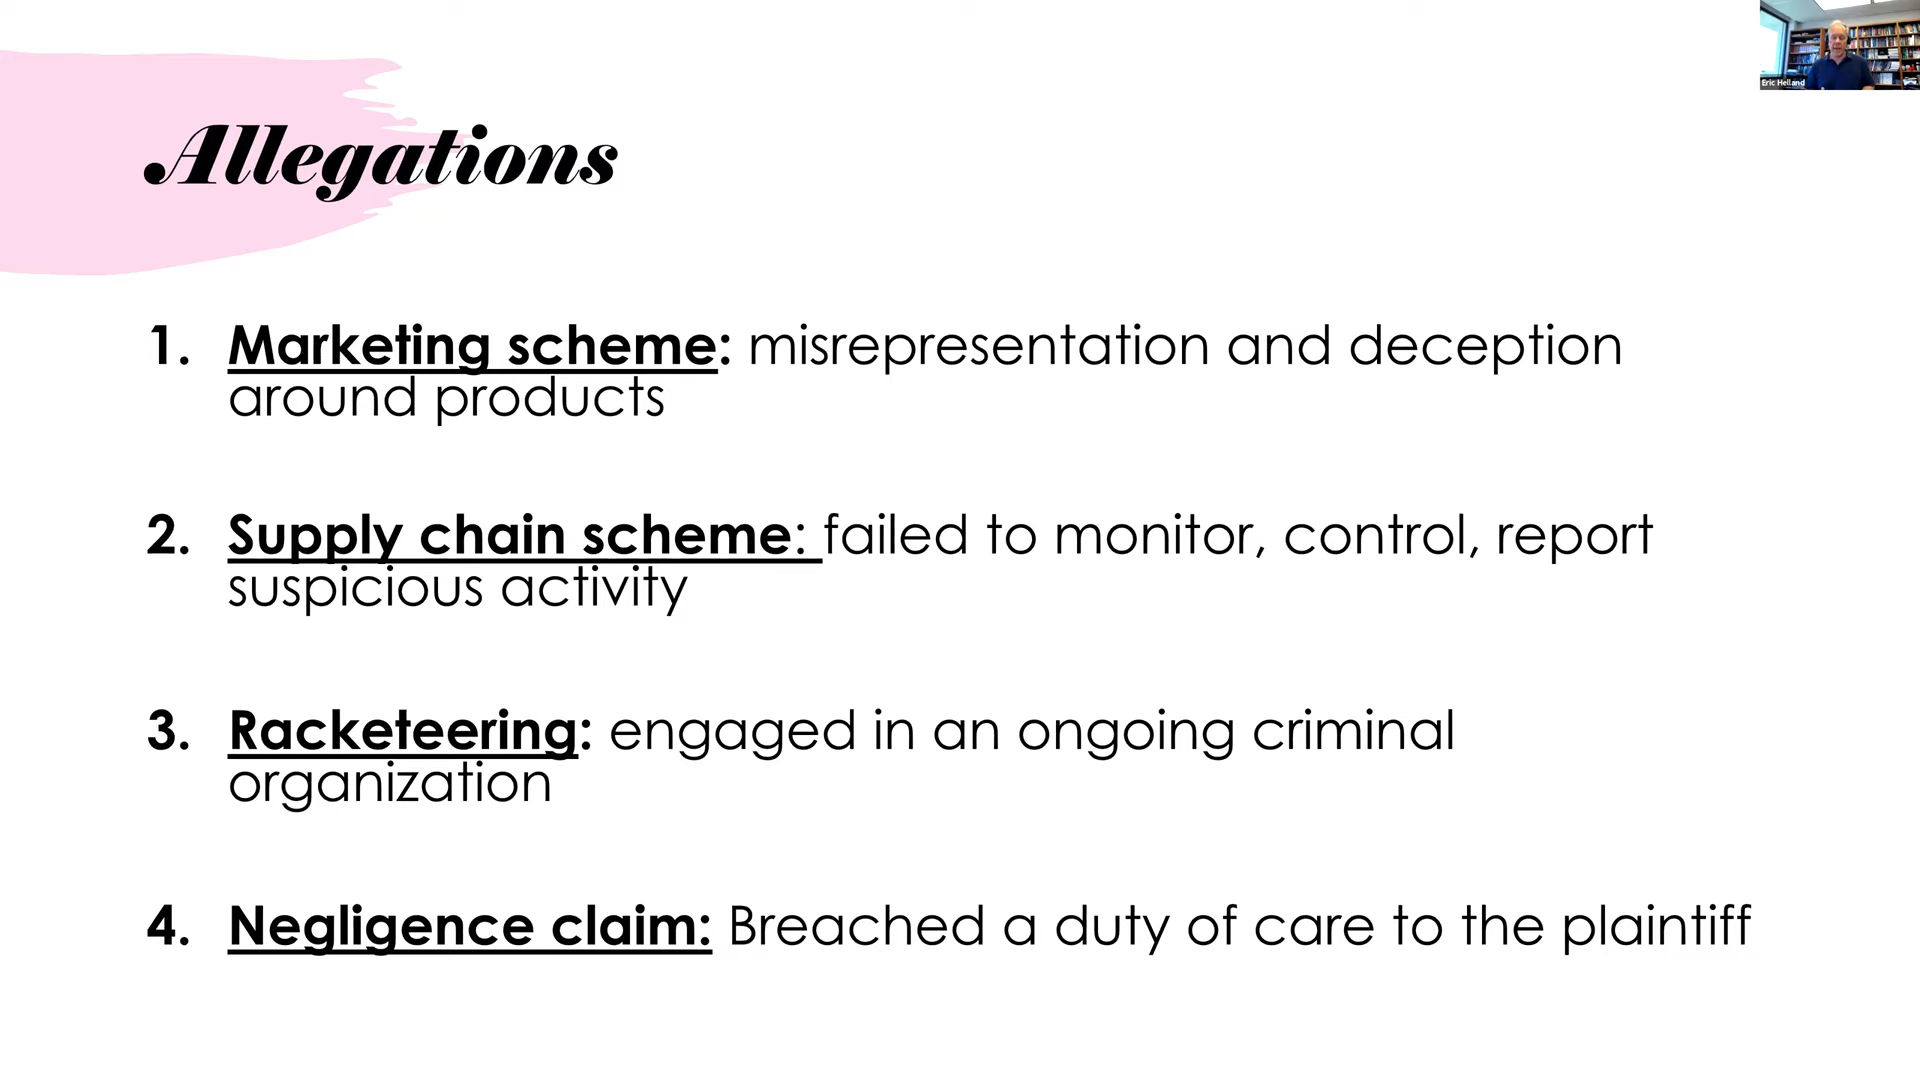 Eric Helland
Allegations
1. Marketing scheme: misrepresentation and deception
around products
2. Supply chain scheme: failed to monitor, control, report
suspicious activity
3. Racketeering: engaged in an ongoing criminal
organization
4. Negligence claim: Breached a duty of care to the plaintiff